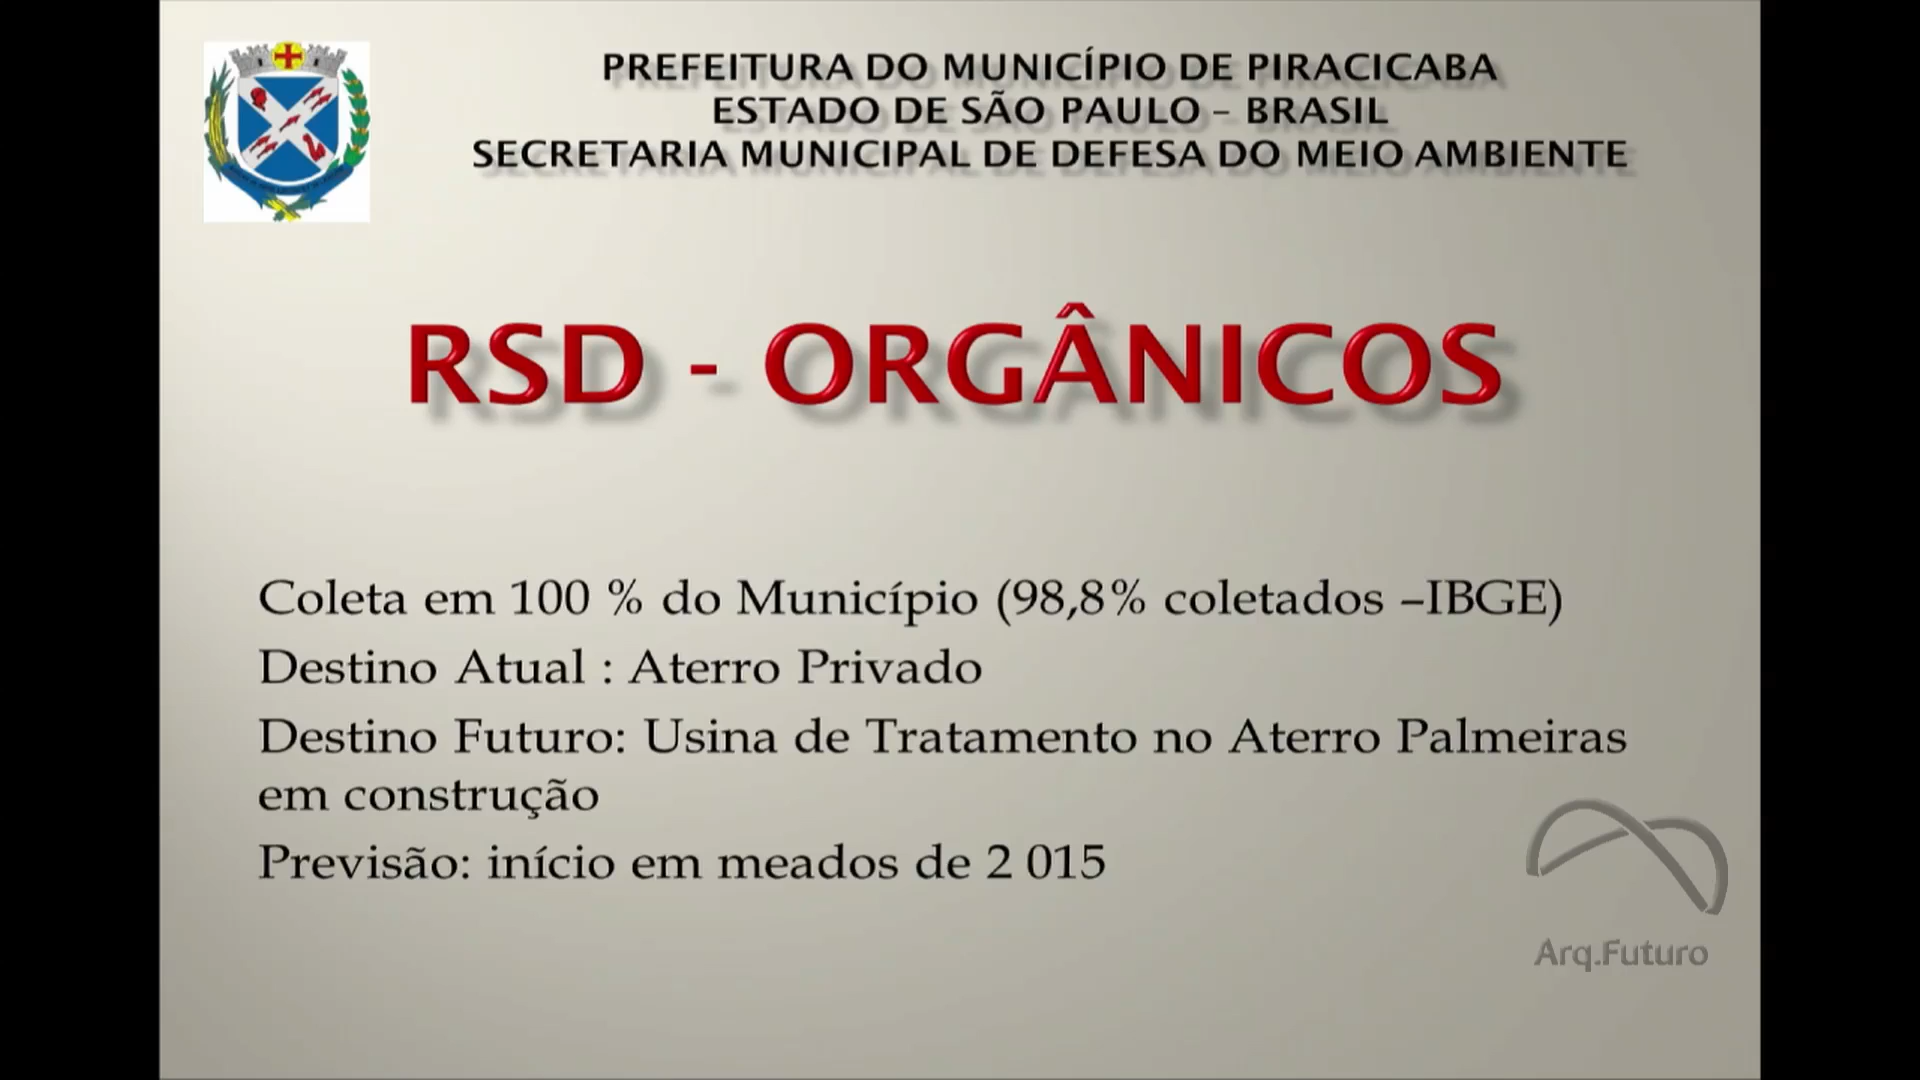 PREFEITURA DO MUNICÍPIO DE PIRACICABA
ESTADO DE SÃO PAULO – BRASIL
SECRETARIA MUNICIPAL DE DEFESA DO MEIO AMBIENTE
RSD - ORGÂNICOS
Coleta em 100 % do Município (98,8% coletados –IBGE)
Destino Atual : Aterro Privado
Destino Futuro: Usina de Tratamento no Aterro Palmeiras
em construção
Previsão: início em meados de 2 015
Arq.Futuro